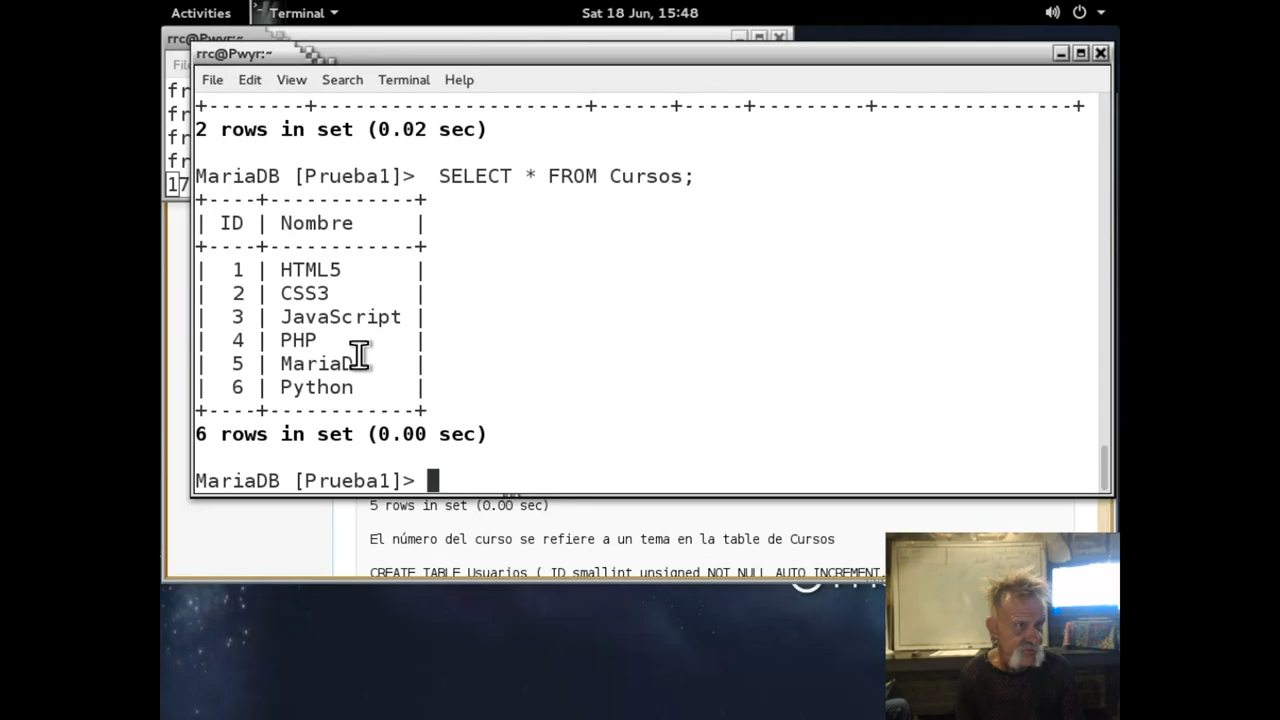 Activities Terminal Sat 18 Jun, 15:48
rrc@Pwyr:~
rrc@Pwyr:~
File Edit View Search Terminal Help
+--------+----------------------+------+-----+---------+----------------+
2 rows in set (0.02 sec)
MariaDB [Prueba1]> SELECT * FROM Cursos;
+----+------------+
| ID | Nombre |
+----+------------+
| 1 | HTML5 |
| 2 | CSS3 |
| 3 | JavaScript |
| 4 | PHP |
| 5 | MariaD |
| 6 | Python |
+----+------------+
6 rows in set (0.00 sec)
MariaDB [Prueba1]>
5 rows in set (0.00 sec)
El número del curso se refiere a un tema en la table de Cursos
CREATE TABLE Usuarios ( ID smallint unsigned NOT NULL AUTO_INCREMENT,